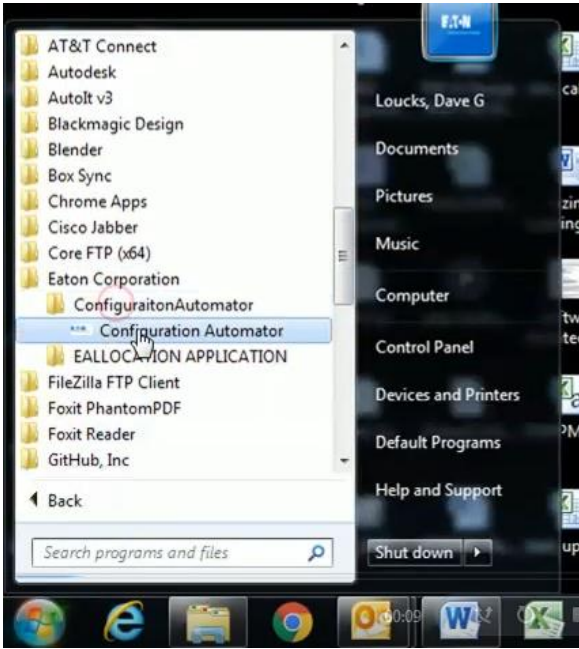 E·T·N
AT&T Connect
Autodesk
AutoIt v3
Blackmagic Design
Blender
Box Sync
Chrome Apps
Cisco Jabber
Core FTP (x64)
Eaton Corporation
ConfiguraitonAutomator
Configuration Automator
EALLOCATION APPLICATION
FileZilla FTP Client
Foxit PhantomPDF
Foxit Reader
GitHub, Inc
Back
Search programs and files
Loucks, Dave G
Documents
Pictures
Music
Computer
Control Panel
Devices and Printers
Default Programs
Help and Support
Shut down
00:09